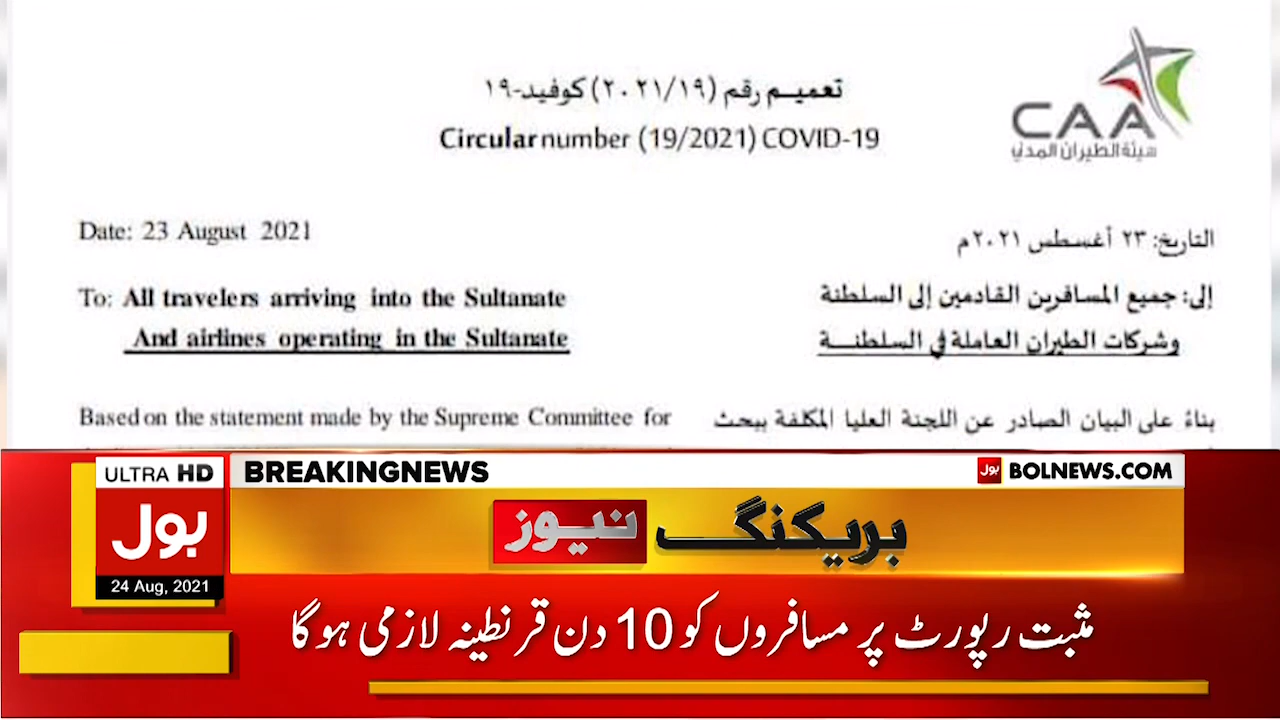 تعميم رقم (٢٠٢١/١٩) كوفيد-١٩
Circular number (19/2021) COVID-19
CAA
هيئة الطيران المدني
Date: 23 August 2021
التاريخ: ٢٣ أغسطس ٢٠٢١م
To: All travelers arriving into the Sultanate
And airlines operating in the Sultanate
إلى: جميع المسافرين القادمين إلى السلطنة
وشركات الطيران العاملة في السلطنة
Based on the statement made by the Supreme Committee for
بناءً على البيان الصادر عن اللجنة العليا المكلفة ببحث
ULTRA HD
بول
24 Aug, 2021
BREAKINGNEWS
بول BOLNEWS.COM
بریکنگ نیوز
مثبت رپورٹ پر مسافروں کو 10 دن قرنطینہ لازمی ہوگا